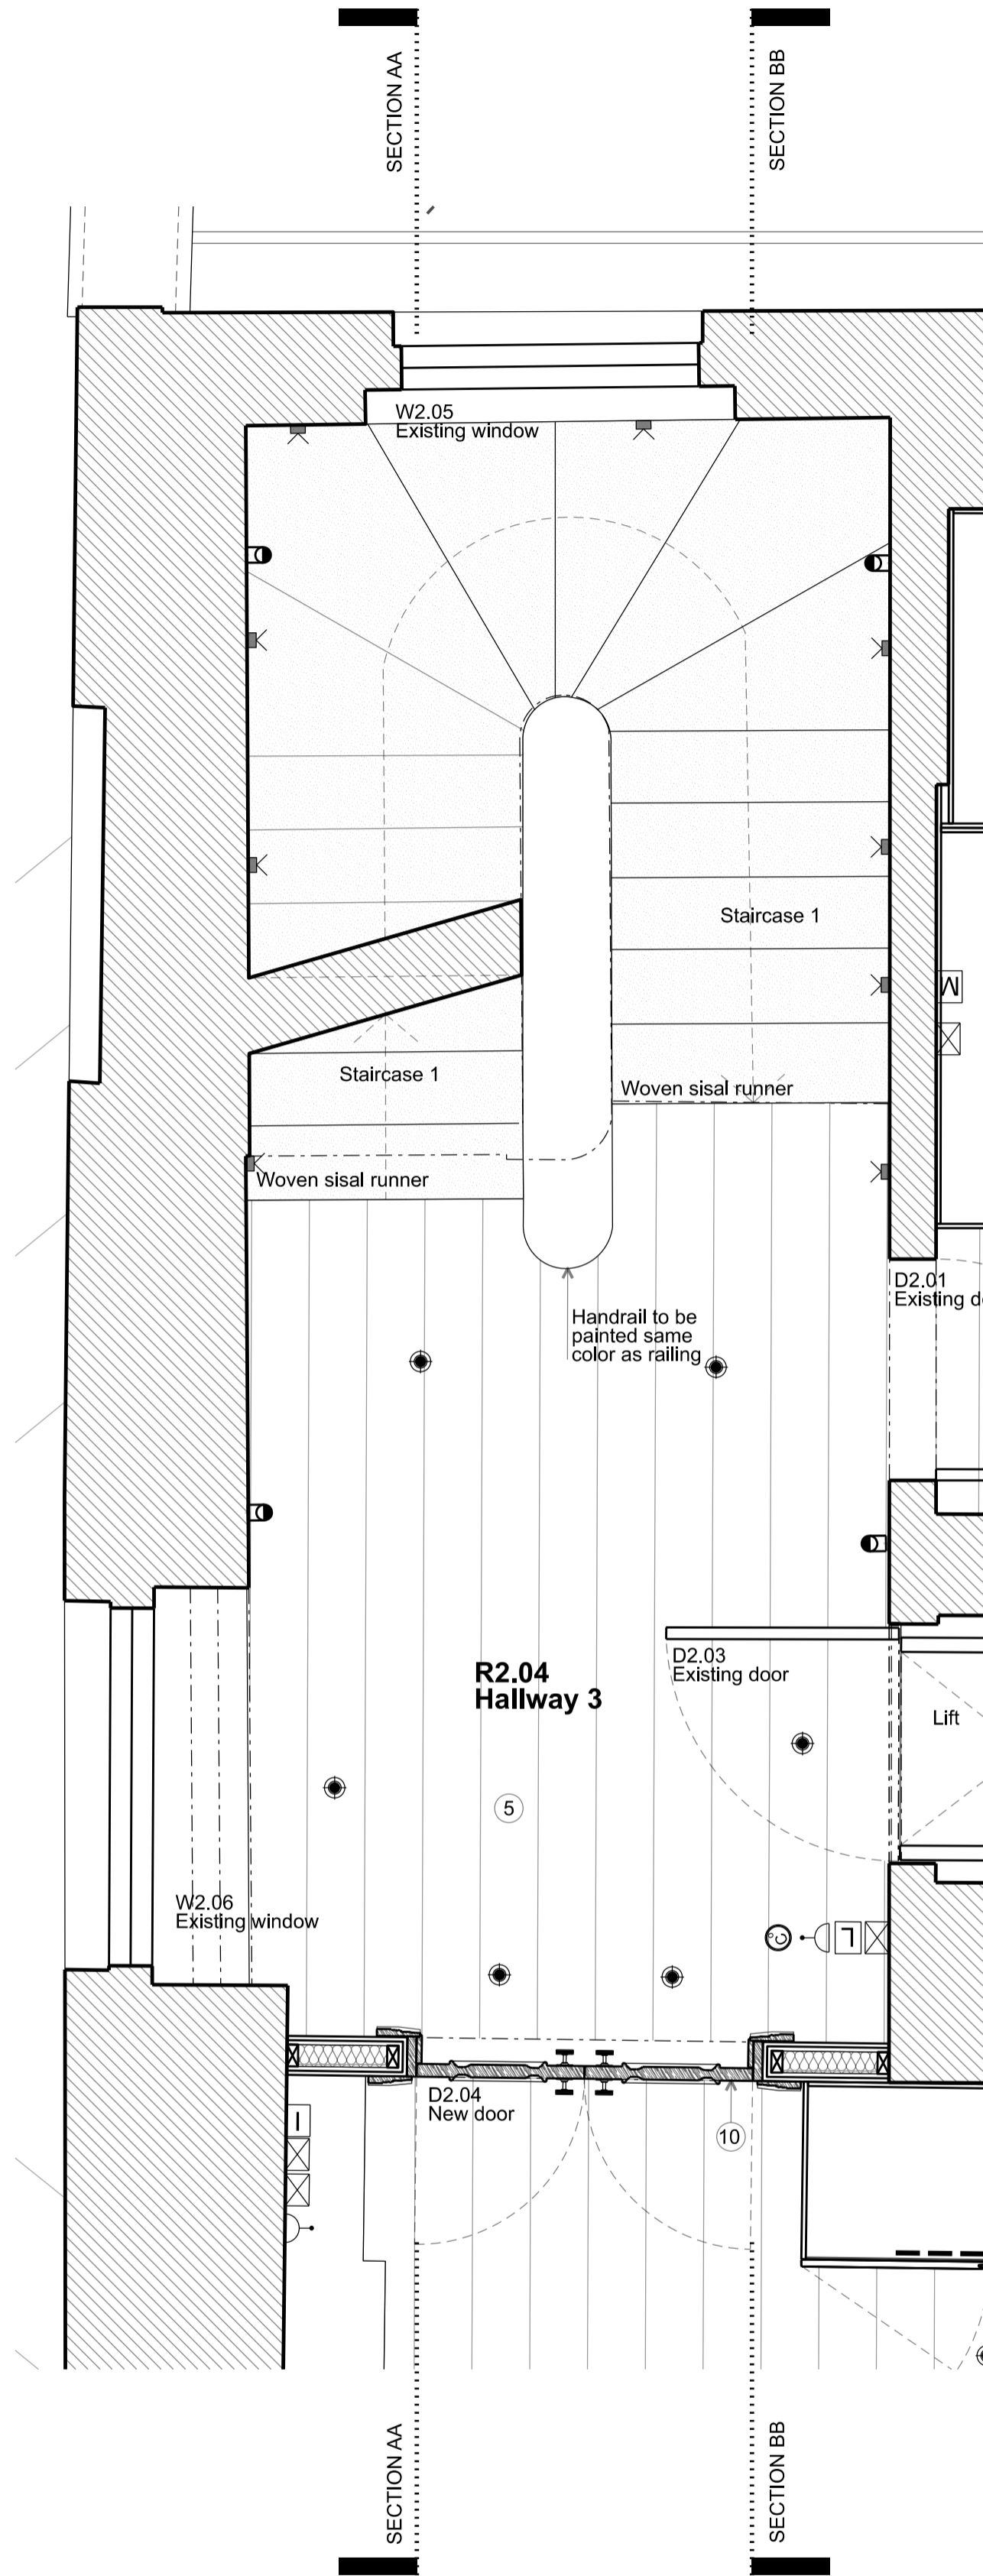 SECTION AA
SECTION BB
W2.05
Existing window
Staircase 1
M
Staircase 1
Woven sisal runner
Woven sisal runner
D2.01
Existing d
Handrail to be
painted same
color as railing
R2.04
Hallway 3
D2.03
Existing door
Lift
5
W2.06
Existing window
°C
L
D2.04
New door
10
I
SECTION AA
SECTION BB